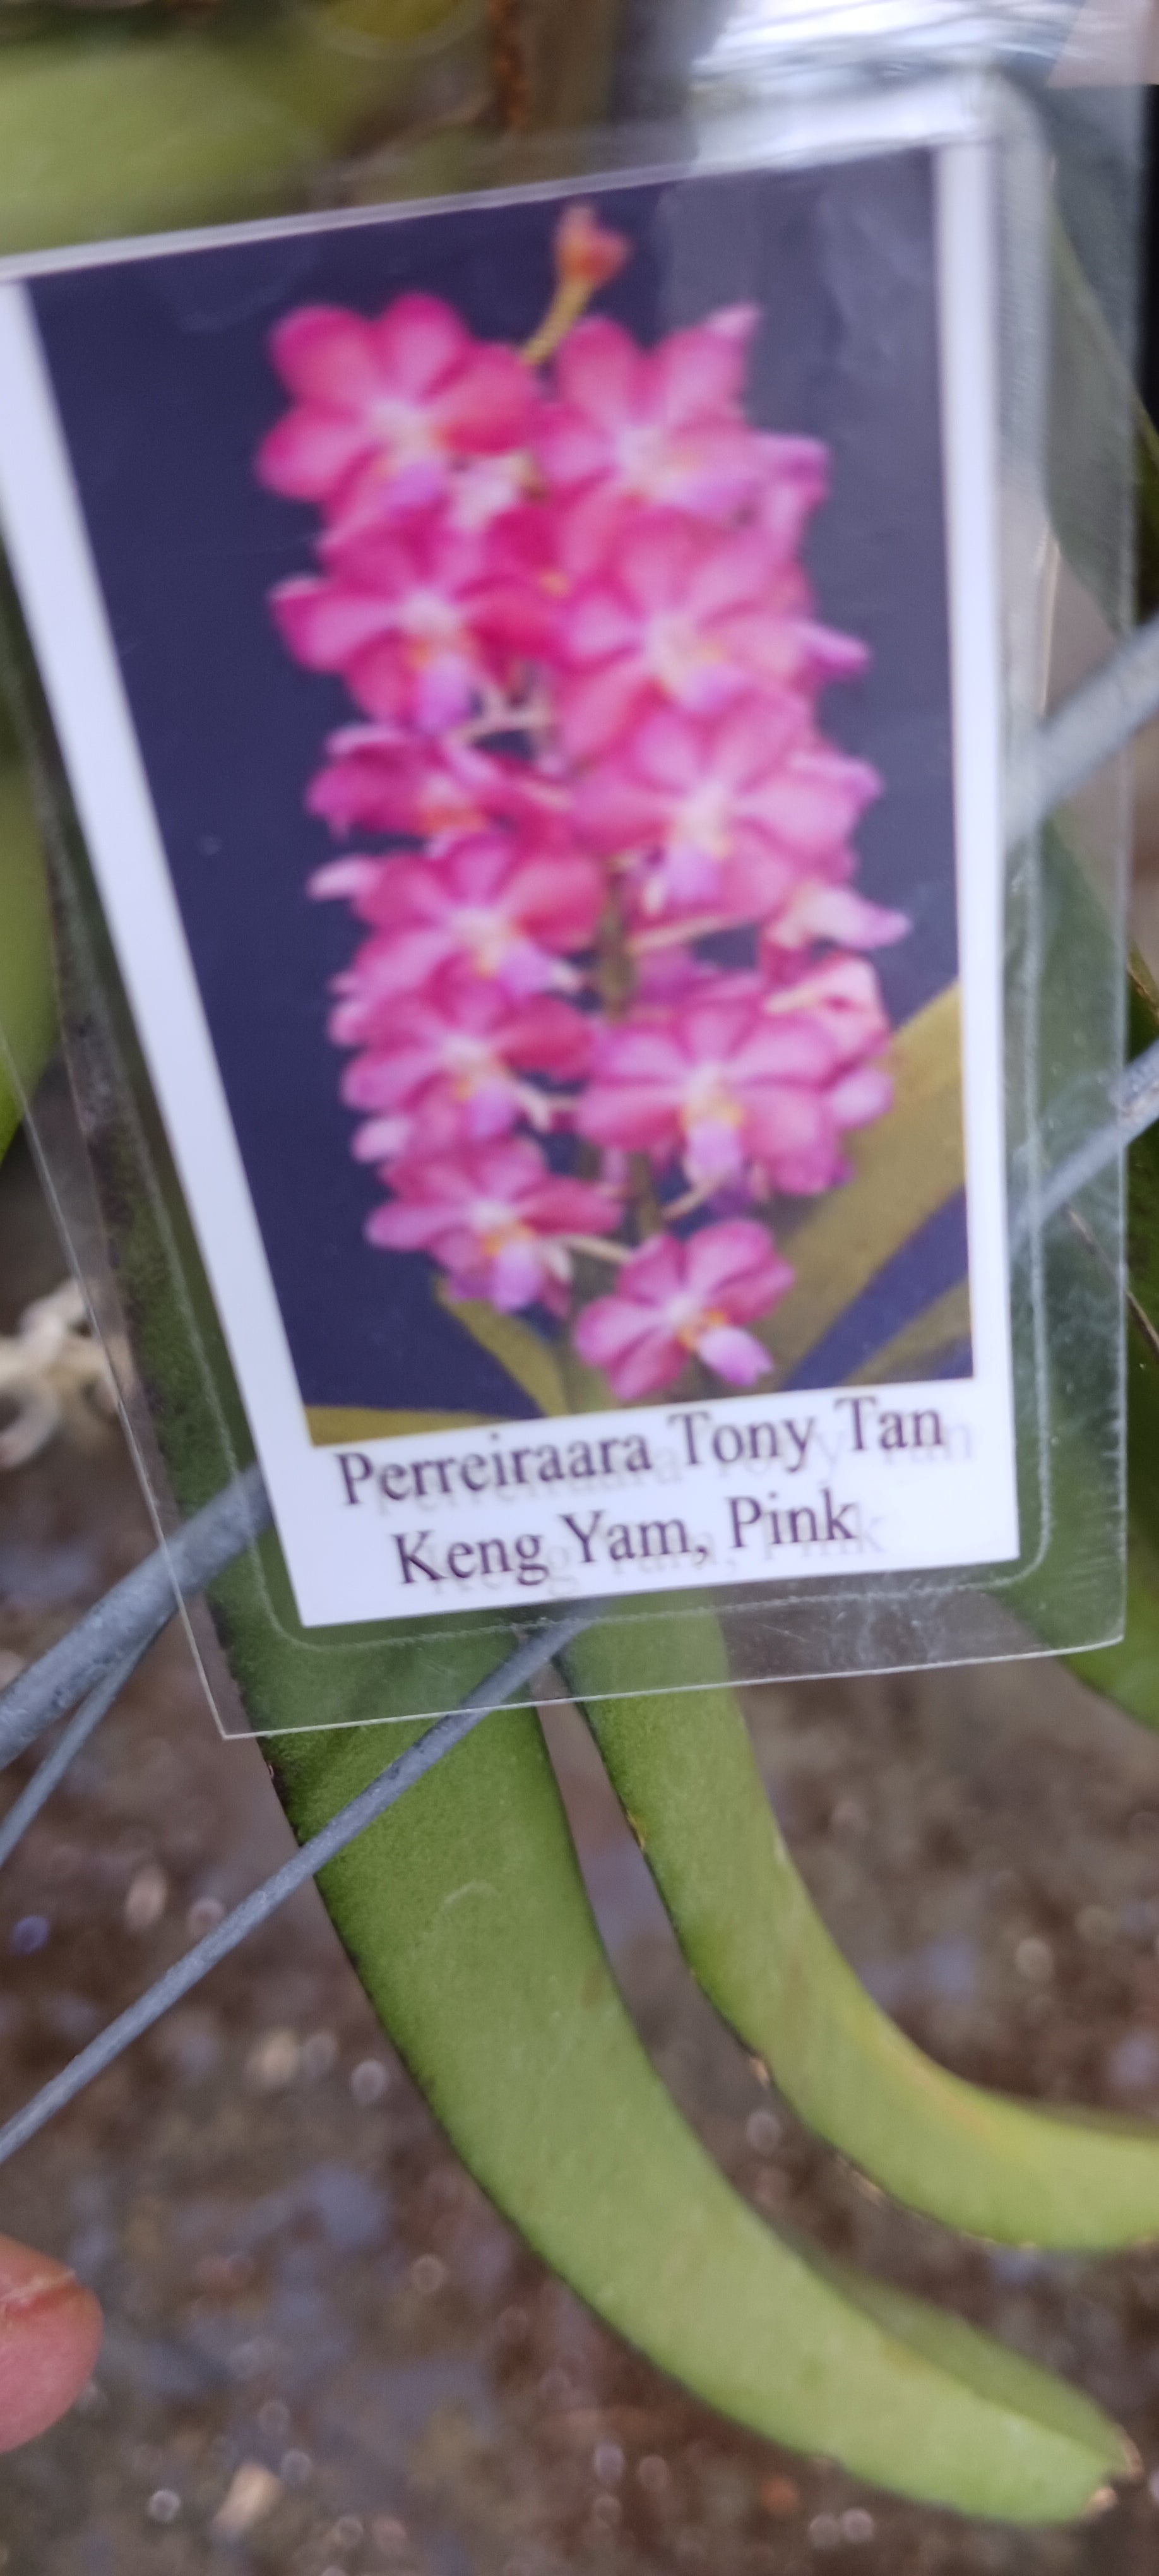 Perreiraara Tony Tan
Keng Yam, Pink